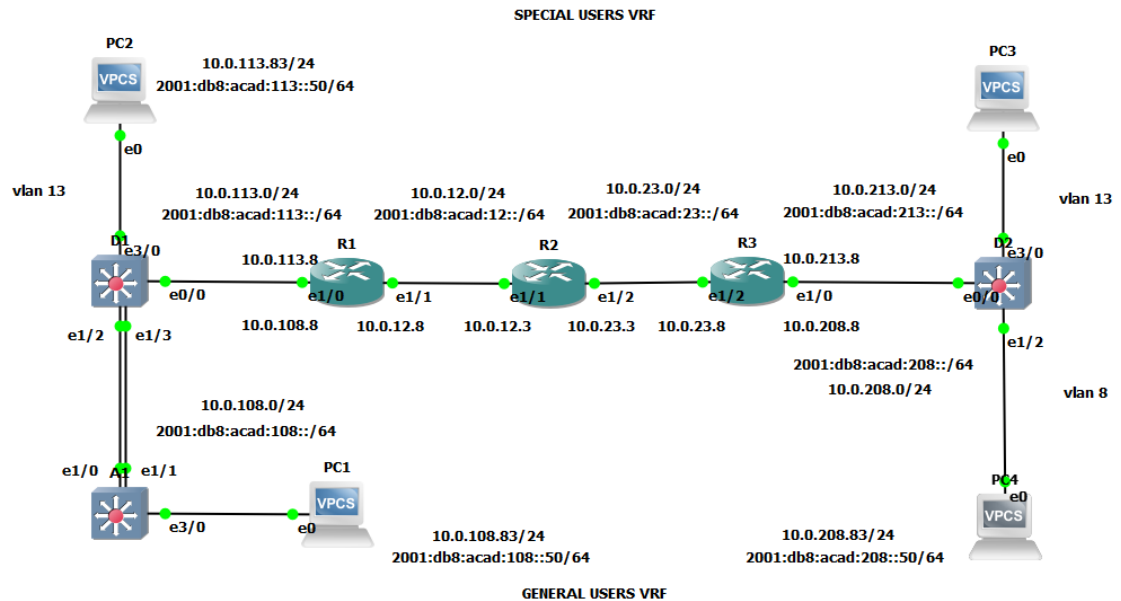 SPECIAL USERS VRF
PC2
VPCS
10.0.113.83/24
2001:db8:acad:113::50/64
e0
PC3
VPCS
e0
vlan 13
10.0.113.0/24
2001:db8:acad:113::/64
10.0.12.0/24
2001:db8:acad:12::/64
10.0.23.0/24
2001:db8:acad:23::/64
10.0.213.0/24
2001:db8:acad:213::/64
vlan 13
D1
e3/0
10.0.113.8
R1
R2
R3
10.0.213.8
D2
e3/0
e0/0
e1/0
e1/1
e1/1
e1/2
e1/2
e1/0
e0/0
e1/2
e1/3
10.0.108.8
10.0.12.8
10.0.12.3
10.0.23.3
10.0.23.8
10.0.208.8
e1/2
2001:db8:acad:208::/64
10.0.208.0/24
vlan 8
10.0.108.0/24
2001:db8:acad:108::/64
e1/0
A1
e1/1
PC1
VPCS
e3/0
e0
10.0.108.83/24
2001:db8:acad:108::50/64
PC4
e0
VPCS
10.0.208.83/24
2001:db8:acad:208::50/64
GENERAL USERS VRF